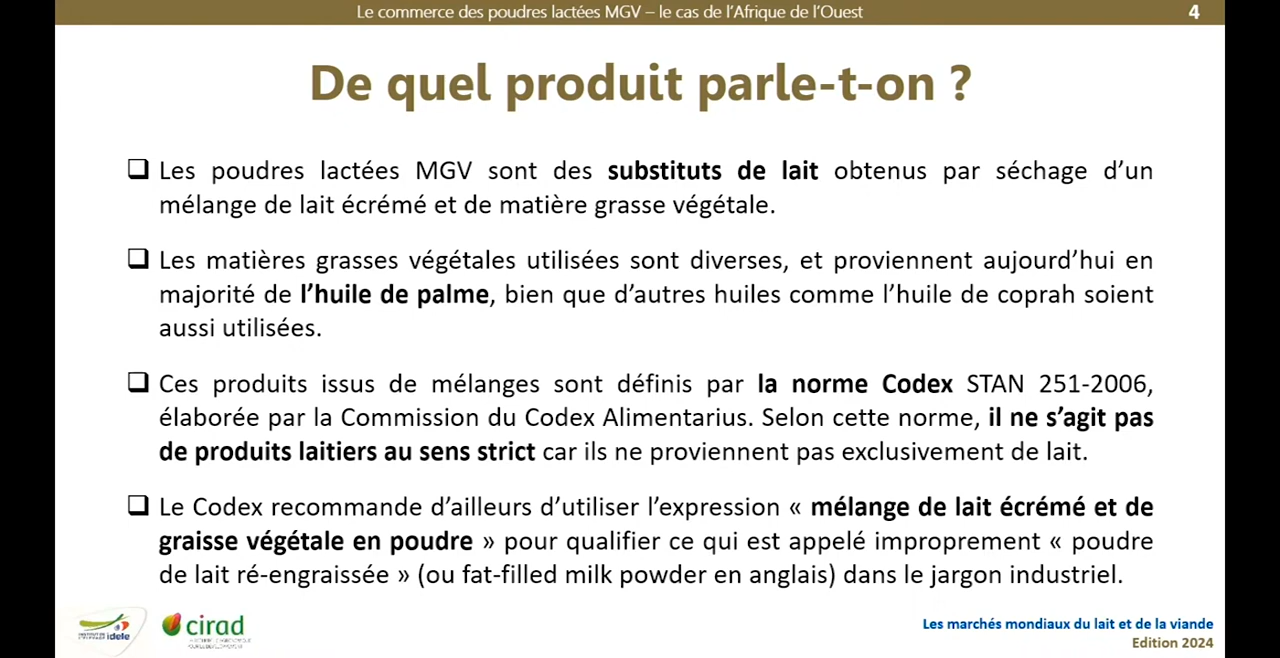 Le commerce des poudres lactées MGV – le cas de l'Afrique de l'Ouest
4
De quel produit parle-t-on ?
Les poudres lactées MGV sont des substituts de lait obtenus par séchage d'un
mélange de lait écrémé et de matière grasse végétale.
Les matières grasses végétales utilisées sont diverses, et proviennent aujourd'hui en
majorité de l'huile de palme, bien que d'autres huiles comme l'huile de coprah soient
aussi utilisées.
Ces produits issus de mélanges sont définis par la norme Codex STAN 251-2006,
élaborée par la Commission du Codex Alimentarius. Selon cette norme, il ne s'agit pas
de produits laitiers au sens strict car ils ne proviennent pas exclusivement de lait.
Le Codex recommande d'ailleurs d'utiliser l'expression « mélange de lait écrémé et de
graisse végétale en poudre » pour qualifier ce qui est appelé improprement « poudre
de lait ré-engraissée » (ou fat-filled milk powder en anglais) dans le jargon industriel.
idele
cirad
Les marchés mondiaux du lait et de la viande
Edition 2024